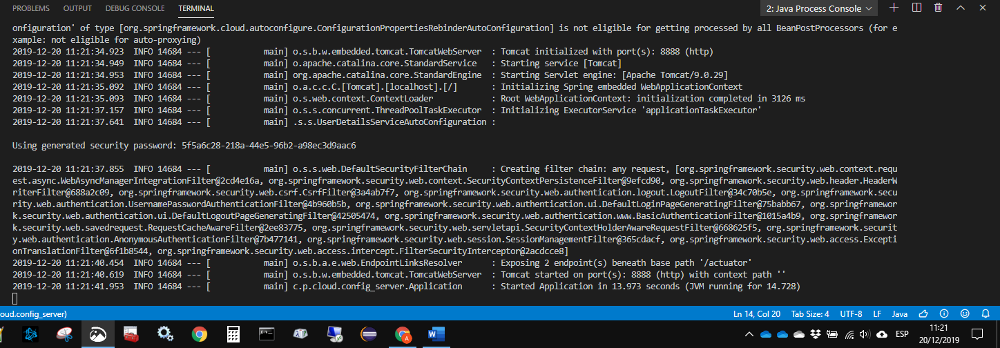 PROBLEMS OUTPUT DEBUG CONSOLE TERMINAL 2: Java Process Console
onfiguration' of type [org.springframework.cloud.autoconfigure.ConfigurationPropertiesRebinderAutoConfiguration] is not eligible for getting processed by all BeanPostProcessors (for e
xample: not eligible for auto-proxying)
2019-12-20 11:21:34.923  INFO 14684 --- [           main] o.s.b.w.embedded.tomcat.TomcatWebServer  : Tomcat initialized with port(s): 8888 (http)
2019-12-20 11:21:34.949  INFO 14684 --- [           main] o.apache.catalina.core.StandardService   : Starting service [Tomcat]
2019-12-20 11:21:34.953  INFO 14684 --- [           main] org.apache.catalina.core.StandardEngine  : Starting Servlet engine: [Apache Tomcat/9.0.29]
2019-12-20 11:21:35.092  INFO 14684 --- [           main] o.a.c.c.C.[Tomcat].[localhost].[/]       : Initializing Spring embedded WebApplicationContext
2019-12-20 11:21:35.093  INFO 14684 --- [           main] o.s.web.context.ContextLoader            : Root WebApplicationContext: initialization completed in 3126 ms
2019-12-20 11:21:37.157  INFO 14684 --- [           main] o.s.s.concurrent.ThreadPoolTaskExecutor  : Initializing ExecutorService 'applicationTaskExecutor'
2019-12-20 11:21:37.641  INFO 14684 --- [           main] .s.s.UserDetailsServiceAutoConfiguration :
Using generated security password: 5f5a6c28-218a-44e5-96b2-a98ec3d9aac6
2019-12-20 11:21:37.855  INFO 14684 --- [           main] o.s.s.web.DefaultSecurityFilterChain     : Creating filter chain: any request, [org.springframework.security.web.context.requ
est.async.WebAsyncManagerIntegrationFilter@2cd4e16a, org.springframework.security.web.context.SecurityContextPersistenceFilter@9efcd90, org.springframework.security.web.header.HeaderW
riterFilter@688a2c09, org.springframework.security.web.csrf.CsrfFilter@3a4ab7f7, org.springframework.security.web.authentication.logout.LogoutFilter@34c70b5e, org.springframework.secu
rity.web.authentication.UsernamePasswordAuthenticationFilter@4b960b5b, org.springframework.security.web.authentication.ui.DefaultLoginPageGeneratingFilter@75babb67, org.springframewor
k.security.web.authentication.ui.DefaultLogoutPageGeneratingFilter@42505474, org.springframework.security.web.authentication.www.BasicAuthenticationFilter@1015a4b9, org.springframewor
k.security.web.savedrequest.RequestCacheAwareFilter@2ee83775, org.springframework.security.web.servletapi.SecurityContextHolderAwareRequestFilter@668625f5, org.springframework.securit
y.web.authentication.AnonymousAuthenticationFilter@7b477141, org.springframework.security.web.session.SessionManagementFilter@365cdacf, org.springframework.security.web.access.Excepti
onTranslationFilter@6f1b8544, org.springframework.security.web.access.intercept.FilterSecurityInterceptor@2acdcce8]
2019-12-20 11:21:40.454  INFO 14684 --- [           main] o.s.b.a.e.web.EndpointLinksResolver      : Exposing 2 endpoint(s) beneath base path '/actuator'
2019-12-20 11:21:40.619  INFO 14684 --- [           main] o.s.b.w.embedded.tomcat.TomcatWebServer  : Tomcat started on port(s): 8888 (http) with context path ''
2019-12-20 11:21:41.953  INFO 14684 --- [           main] c.p.cloud.config_server.Application      : Started Application in 13.973 seconds (JVM running for 14.728)
oud.config_server) Ln 14, Col 20 Tab Size: 4 UTF-8 LF Java
ESP 11:21
20/12/2019